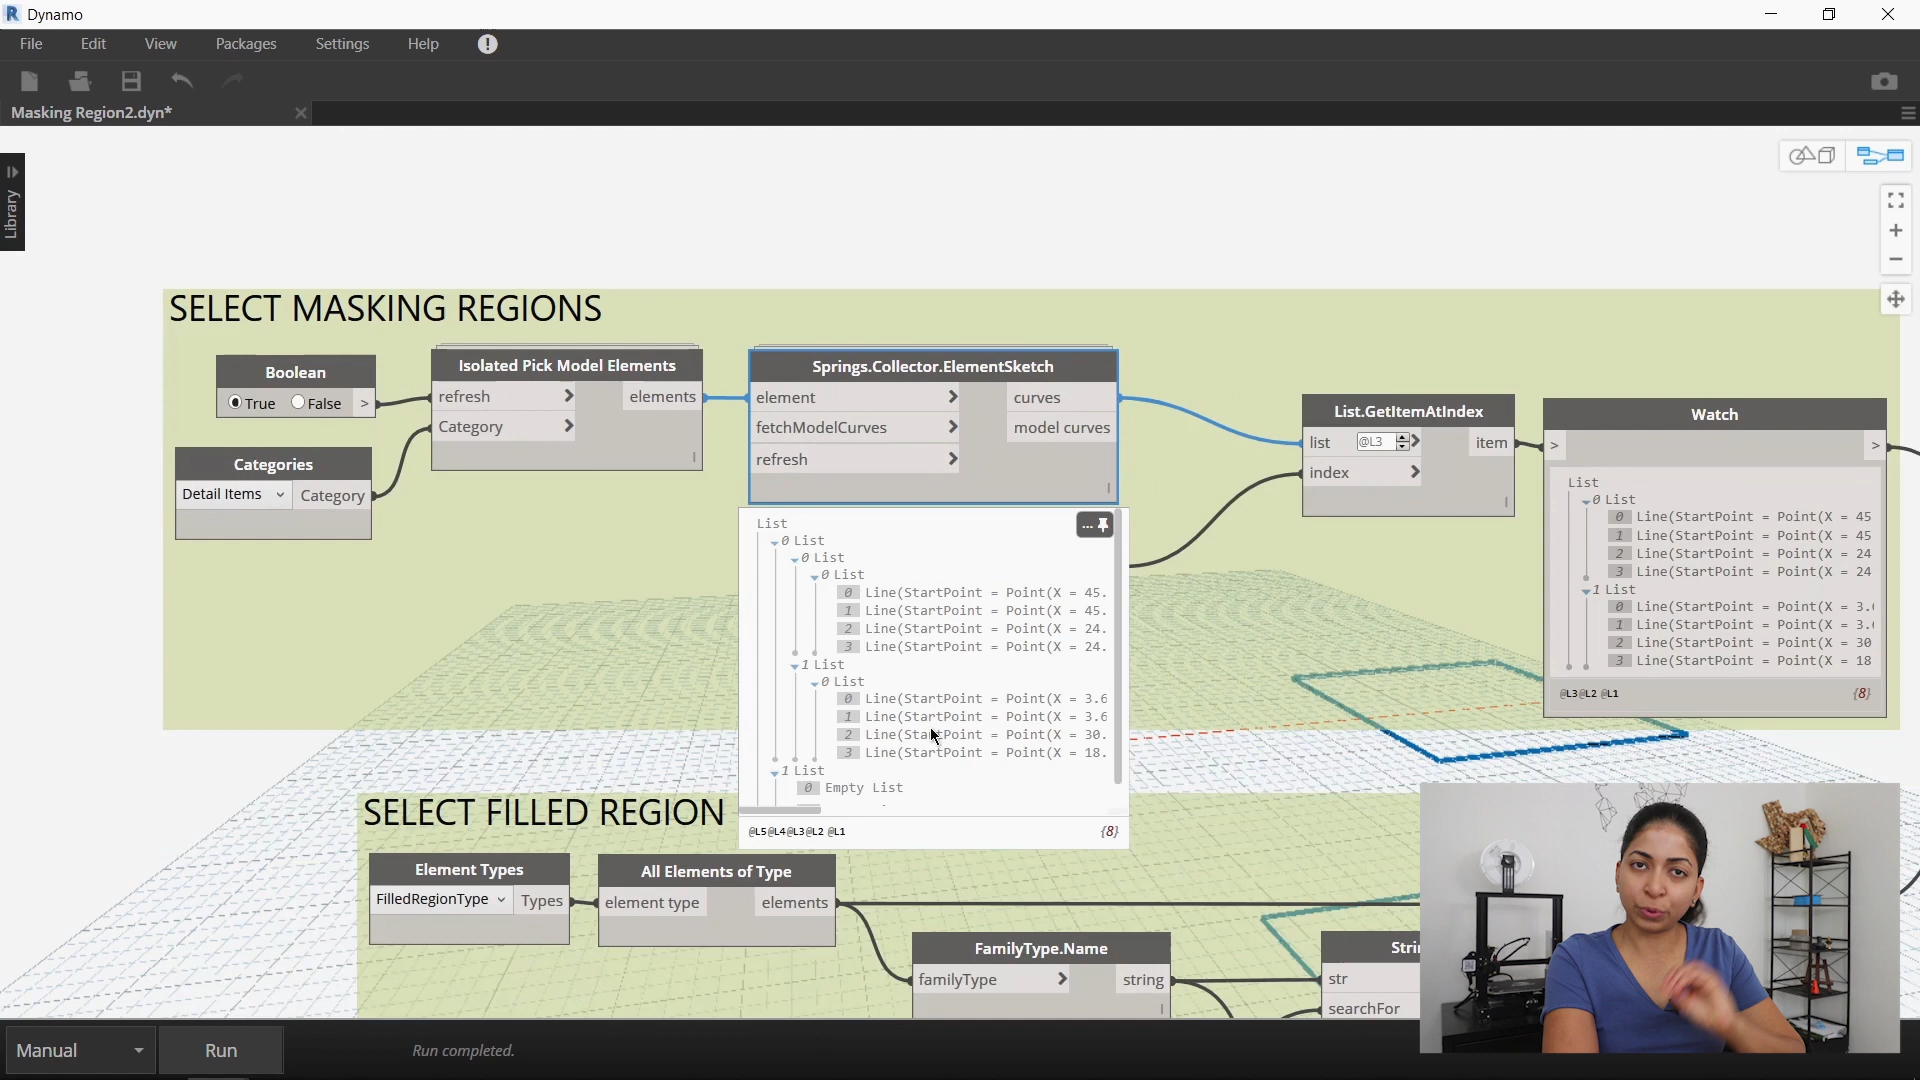 R Dynamo
File Edit View Packages Settings Help !
Masking Region2.dyn*
Library
SELECT MASKING REGIONS
Boolean
True False >
Categories
Detail Items Category
Isolated Pick Model Elements
refresh > elements
Category >
Springs.Collector.ElementSketch
element > curves
fetchModelCurves > model curves
refresh >
List.GetItemAtIndex
list @L3 > item
index >
Watch
> >
List
0 List
0 Line(StartPoint = Point(X = 45
1 Line(StartPoint = Point(X = 45
2 Line(StartPoint = Point(X = 24
3 Line(StartPoint = Point(X = 24
1 List
0 Line(StartPoint = Point(X = 3.
1 Line(StartPoint = Point(X = 3.
2 Line(StartPoint = Point(X = 30
3 Line(StartPoint = Point(X = 18
@L3@L2 @L1 {8}
List
0 List
0 List
0 List
0 Line(StartPoint = Point(X = 45.
1 Line(StartPoint = Point(X = 45.
2 Line(StartPoint = Point(X = 24.
3 Line(StartPoint = Point(X = 24.
1 List
0 List
0 Line(StartPoint = Point(X = 3.6
1 Line(StartPoint = Point(X = 3.6
2 Line(StartPoint = Point(X = 30.
3 Line(StartPoint = Point(X = 18.
1 List
0 Empty List
@L5@L4@L3@L2 @L1 {8}
SELECT FILLED REGION
Element Types
FilledRegionType Types
All Elements of Type
element type elements
FamilyType.Name
familyType > string
Stri
str
searchFor
Manual Run Run completed.